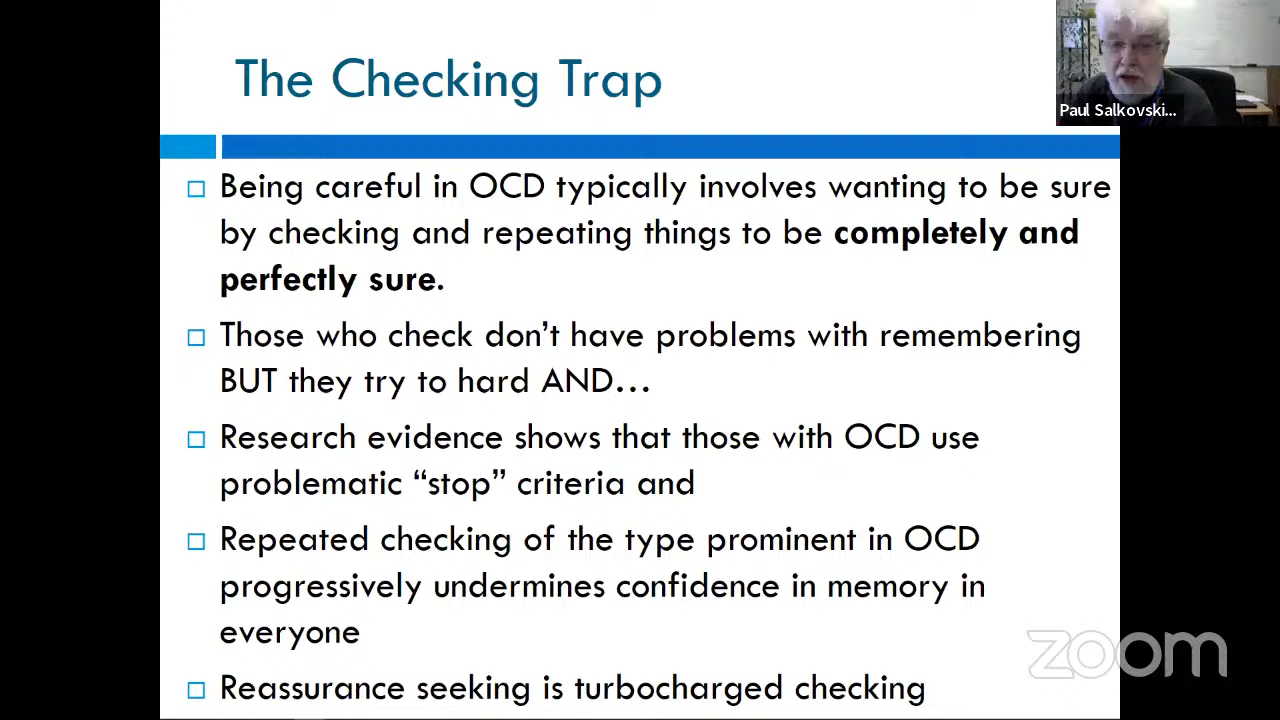 The Checking Trap
Paul Salkovski...
Being careful in OCD typically involves wanting to be sure
by checking and repeating things to be completely and
perfectly sure.
Those who check don’t have problems with remembering
BUT they try to hard AND…
Research evidence shows that those with OCD use
problematic “stop” criteria and
Repeated checking of the type prominent in OCD
progressively undermines confidence in memory in
everyone
Reassurance seeking is turbocharged checking
zoom